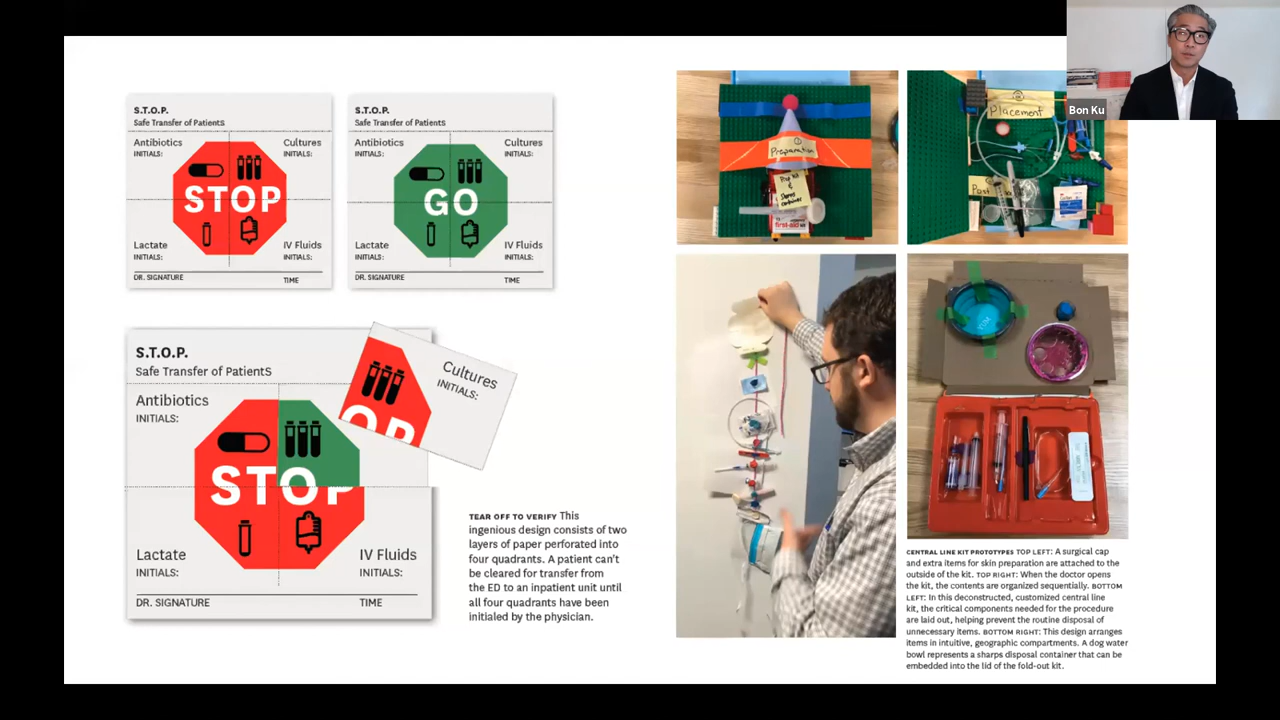 S.T.O.P.
Safe Transfer of Patients
Antibiotics
INITIALS:
Cultures
INITIALS:
STOP
Lactate
INITIALS:
IV Fluids
INITIALS:
DR. SIGNATURE
TIME
S.T.O.P.
Safe Transfer of Patients
Antibiotics
INITIALS:
Cultures
INITIALS:
GO
Lactate
INITIALS:
IV Fluids
INITIALS:
DR. SIGNATURE
TIME
S.T.O.P.
Safe Transfer of Patients
Antibiotics
INITIALS:
Cultures
INITIALS:
OP
STOP
Lactate
INITIALS:
IV Fluids
INITIALS:
DR. SIGNATURE
TIME
TEAR OFF TO VERIFY This
ingenious design consists of two
layers of paper perforated into
four quadrants. A patient can't
be cleared for transfer from
the ED to an inpatient unit until
all four quadrants have been
initialed by the physician.
1
Preparation
&
Sharps
container
first-aid
Placement
Post
Bon Ku
CENTRAL LINE KIT PROTOTYPES TOP LEFT: A surgical cap
and extra items for skin preparation are attached to the
outside of the kit. TOP RIGHT: When the doctor opens
the kit, the contents are organized sequentially. BOTTOM
LEFT: In this deconstructed, customized central line
kit, the critical components needed for the procedure
are laid out, helping prevent the routine disposal of
unnecessary items. BOTTOM RIGHT: This design arranges
items in intuitive, geographic compartments. A dog water
bowl represents a sharps disposal container that can be
embedded into the lid of the fold-out kit.